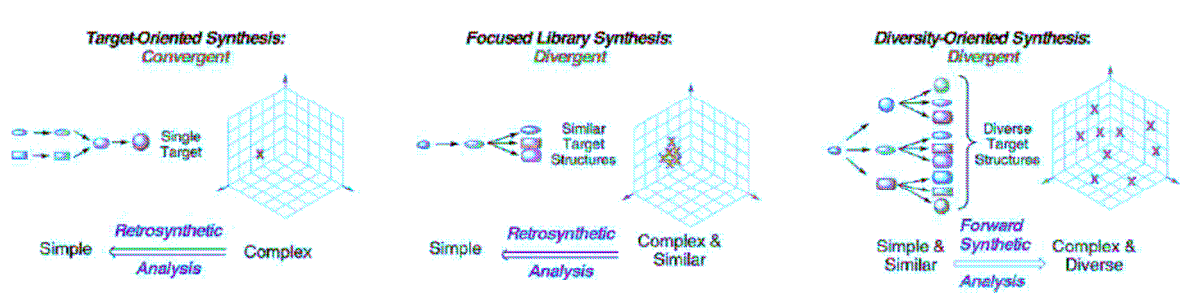 Target-Oriented Synthesis:
Convergent
Single
Target
X
Simple
Retrosynthetic
Analysis
Complex
Focused Library Synthesis:
Divergent
Similar
Target
Structures
Simple
Retrosynthetic
Analysis
Complex &
Similar
Diversity-Oriented Synthesis:
Divergent
Diverse
Target
Structurse
X
X
X X X
X
X
X X
Simple &
Similar
Forward
Synthetic
Analysis
Complex &
Diverse